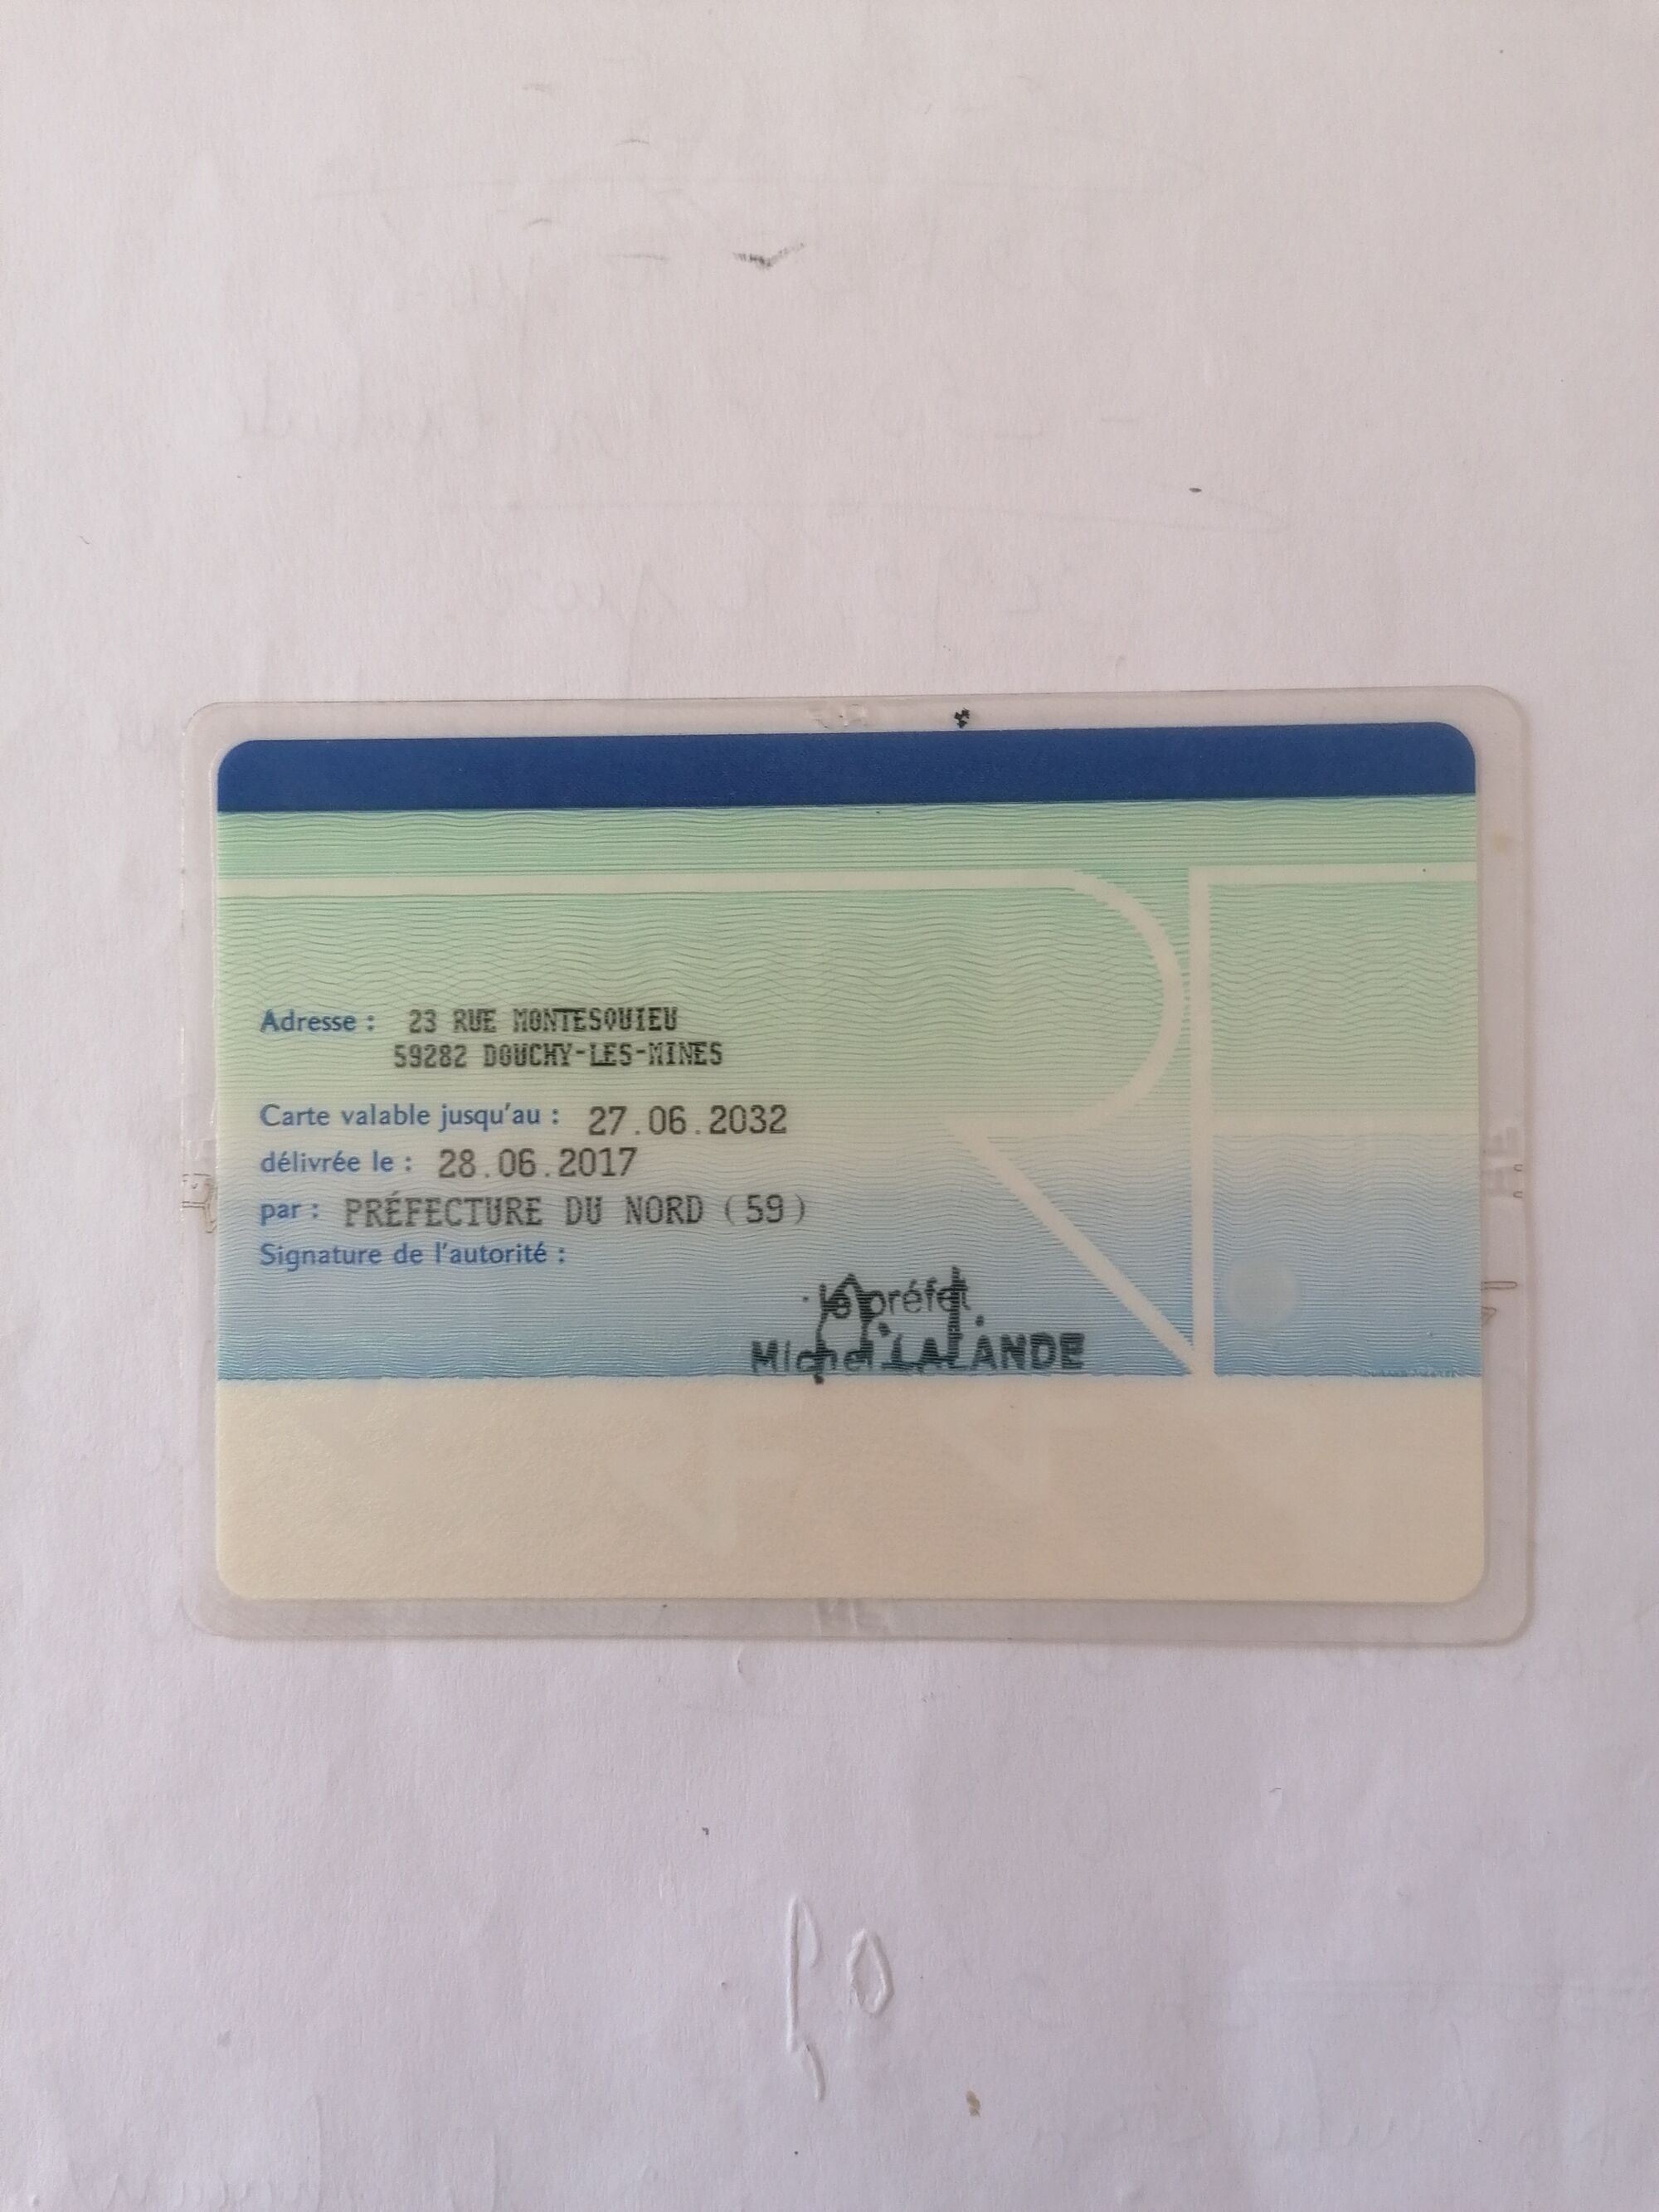 Adresse : 23 RUE MONTESQUIEU
59282 DOUCHY-LES-MINES
Carte valable jusqu'au : 27.06.2032
délivrée le : 28.06.2017
par : PRÉFECTURE DU NORD (59)
Signature de l'autorité :
le préfet
Michel LALANDE